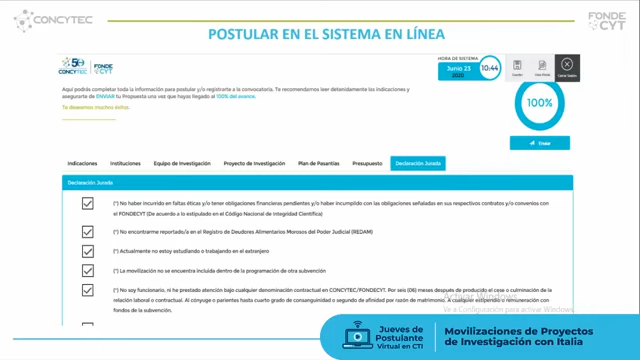 CONCYTEC
FONDE
CYT
POSTULAR EN EL SISTEMA EN LÍNEA
CONCYTEC
FONDE
CYT
HORA DE SISTEMA
Junio 23
2020
10:44
Guardar
Vista Previa
Cerrar Sesión
Aquí podrás completar toda la información para postular y/o registrarte a la convocatoria. Te recomendamos leer detenidamente las indicaciones y
asegurarte de ENVIAR tu Propuesta una vez que hayas llegado al 100% del avance.
Te deseamos muchos éxitos.
100%
Enviar
Indicaciones Instituciones Equipo de Investigación Proyecto de Investigación Plan de Pasantías Presupuesto Declaración Jurada
Declaración Jurada
(*) No haber incurrido en faltas éticas y/o tener obligaciones financieras pendientes y/o haber incumplido con las obligaciones señaladas en sus respectivos contratos y/o convenios con
el FONDECYT (De acuerdo a lo estipulado en el Código Nacional de Integridad Científica)
(*) No encontrarme reportado/a en el Registro de Deudores Alimentarios Morosos del Poder Judicial (REDAM)
(*) Actualmente no estoy estudiando o trabajando en el extranjero
(*) La movilización no se encuentra incluida dentro de la programación de otra subvención
(*) No soy funcionario, ni he prestado atención bajo cualquier denominación contractual en CONCYTEC/FONDECYT. Por seis (06) meses después de producido el cese o culminación de la
relación laboral o contractual. Al cónyuge o parientes hasta cuarto grado de consanguinidad o segundo de afinidad por razón de matrimonio. A cualquier estipendio o remuneración con
fondos de la subvención.
Activar Windows
Ve a Configuración para activar Windows.
Jueves de
Postulante
Virtual en CTI
Movilizaciones de Proyectos
de Investigación con Italia